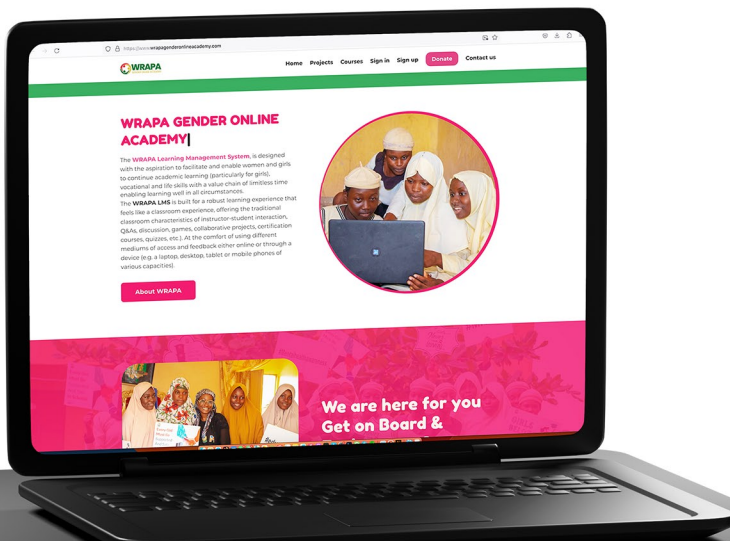 https://www.wrapagenderonlineacademy.com
WRAPA
Home Projects Courses Sign in Sign up Donate Contact us
WRAPA GENDER ONLINE
ACADEMY
The WRAPA Learning Management System, is designed
with the aspiration to facilitate and enable women and girls
to continue academic learning (particularly for girls),
vocational and life skills with a value chain of limitless time
enabling learning well in all circumstances.
The WRAPA LMS is built for a robust learning experience that
feels like a classroom experience, offering the traditional
classroom characteristics of instructor-student interaction,
Q&As, discussion, games, collaborative projects, certification
courses, quizzes, etc.). At the comfort of using different
mediums of access and feedback either online or through a
device (e.g. a laptop, desktop, tablet or mobile phones of
various capacities).
About WRAPA
We are here for you
Get on Board &